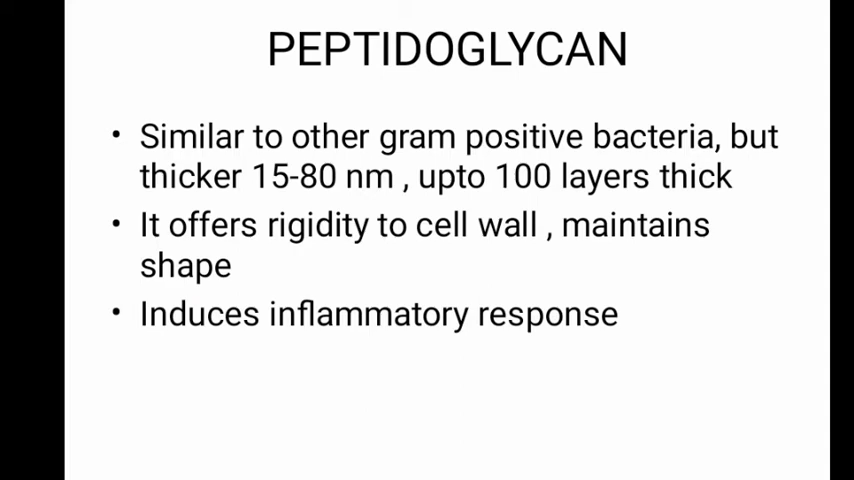 PEPTIDOGLYCAN
• Similar to other gram positive bacteria, but
thicker 15-80 nm , upto 100 layers thick
• It offers rigidity to cell wall , maintains
shape
• Induces inflammatory response